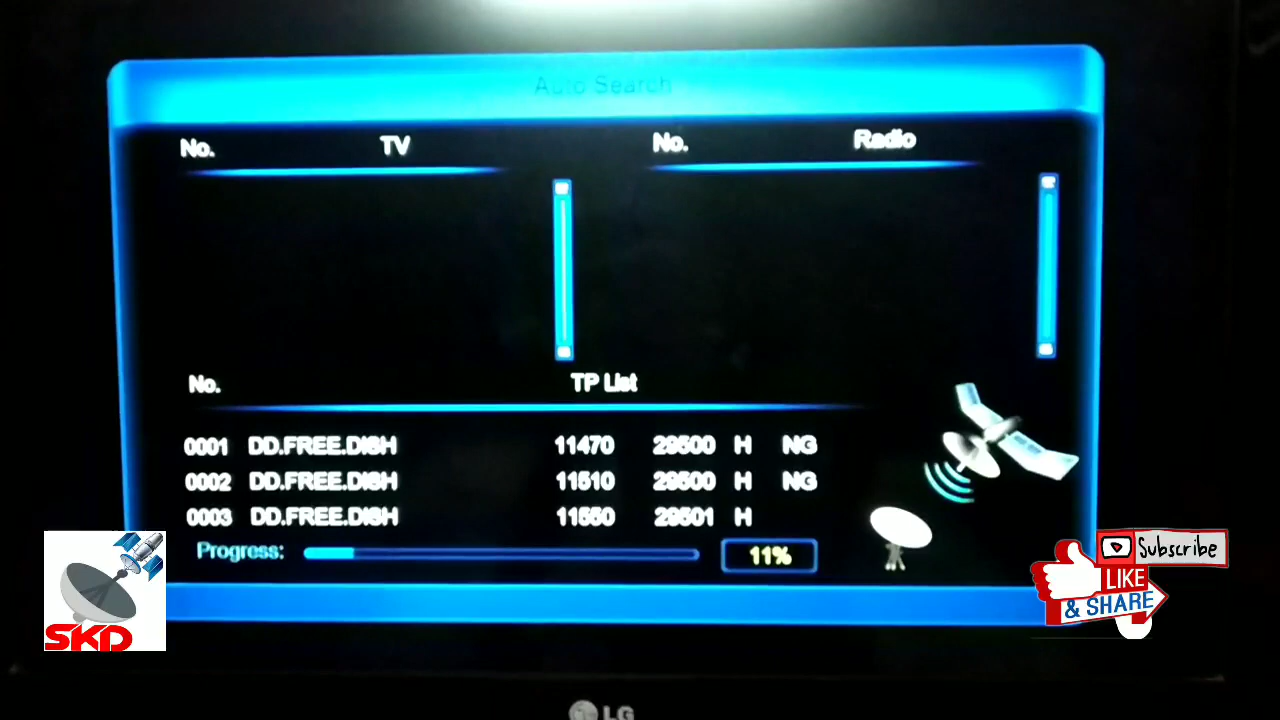 Auto Search
No. TV No. Radio
No. TP List
0001 DD.FREE.DISH 11470 29500 H NG
0002 DD.FREE.DISH 11510 29500 H NG
0003 DD.FREE.DISH 11550 29501 H
Progress: 11%
SKD
Subscribe
LIKE
& SHARE
LG